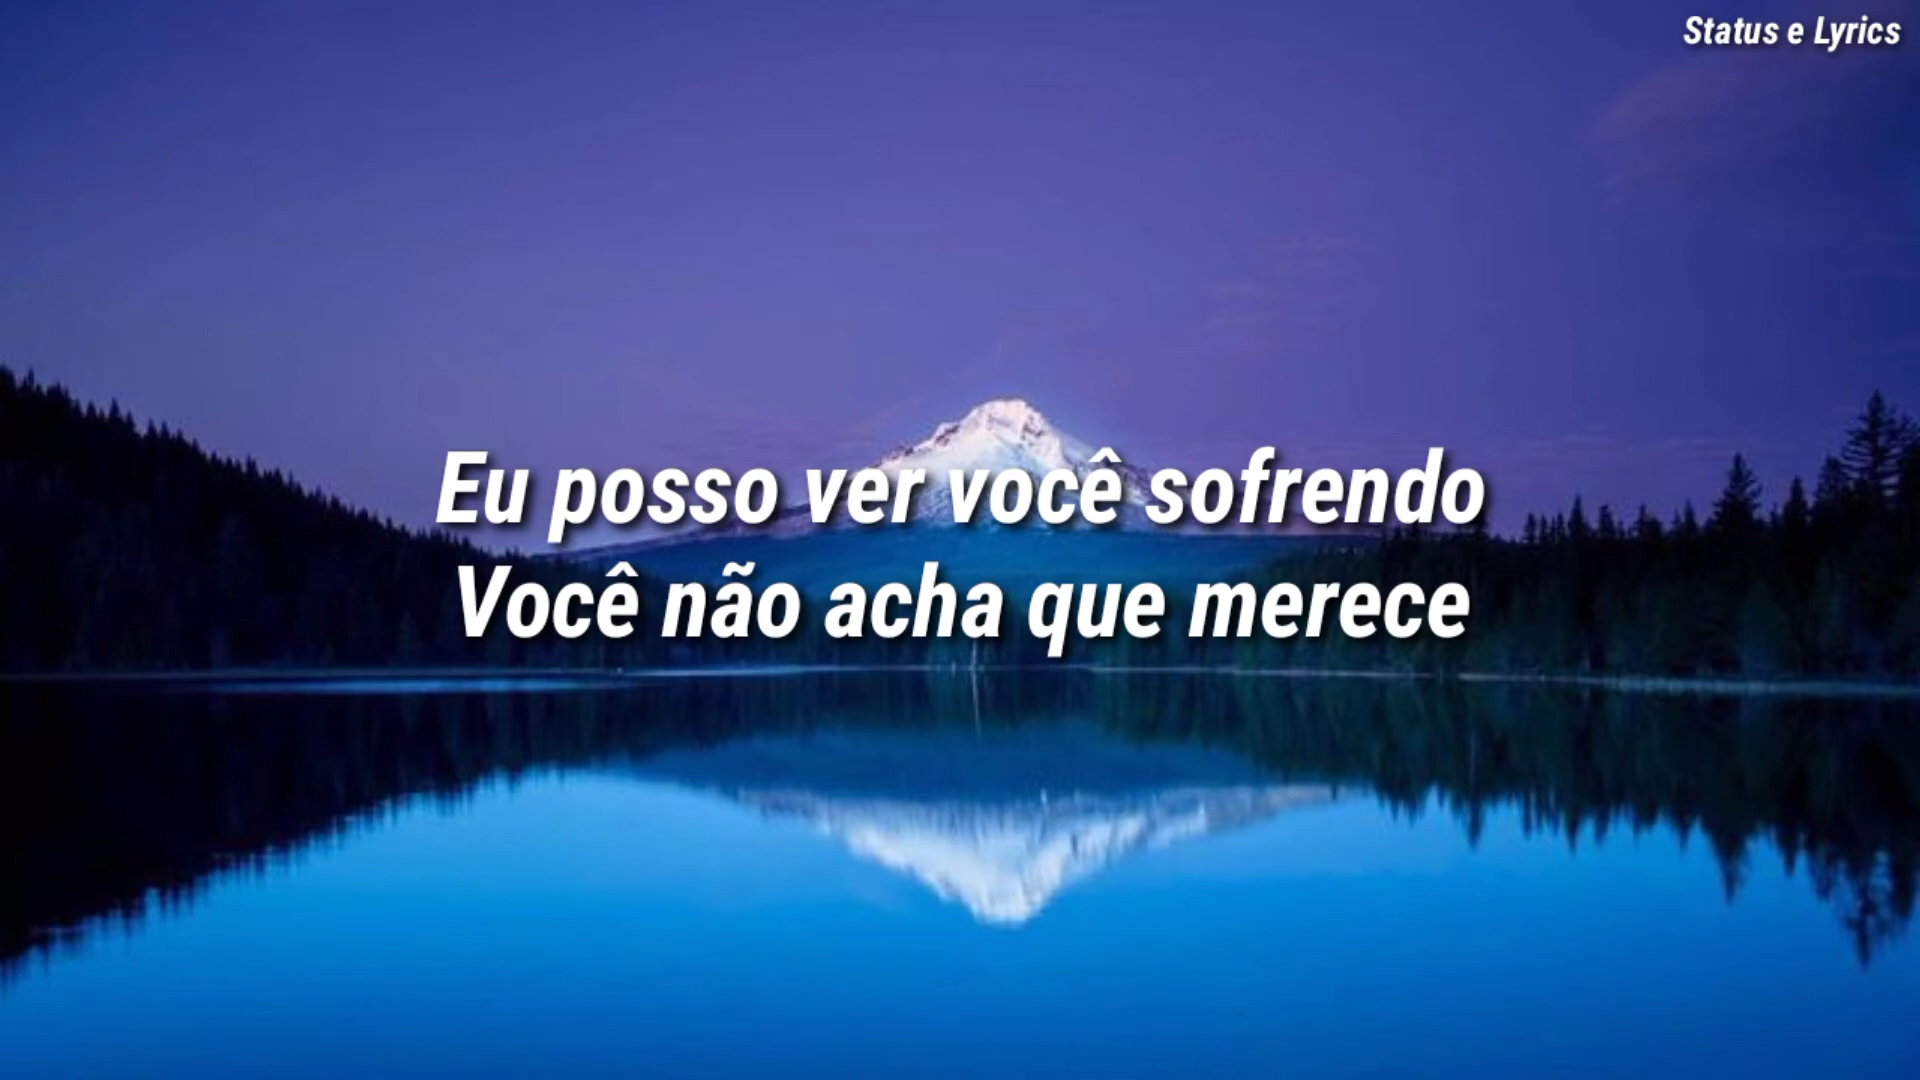 Status e Lyrics
Eu posso ver você sofrendo
Você não acha que merece